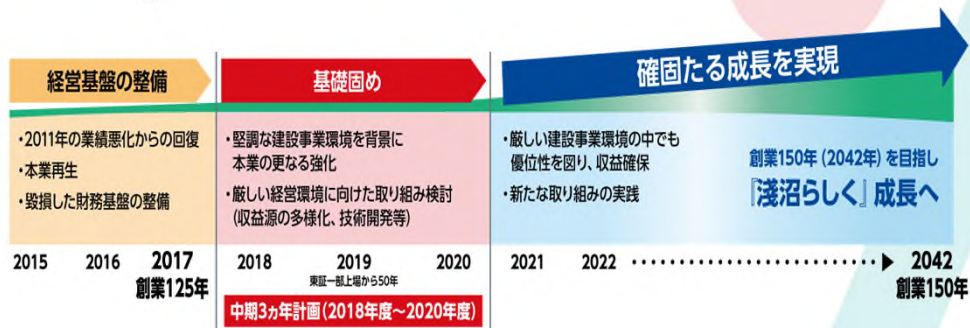 経営基盤の整備
・2011年の業績悪化からの回復
・本業再生
・毀損した財務基盤の整備
基礎固め
・堅調な建設事業環境を背景に
本業の更なる強化
・厳しい経営環境に向けた取り組み検討
(収益源の多様化、技術開発等)
確固たる成長を実現
・厳しい建設事業環境の中でも
優位性を図り、収益確保
・新たな取り組みの実践
創業150年(2042年)を目指し
『淺沼らしく』成長へ
2015 2016 2017
創業125年
2018 2019 2020
東証一部上場から50年
中期3ヵ年計画(2018年度～2020年度)
2021 2022 2042
創業150年